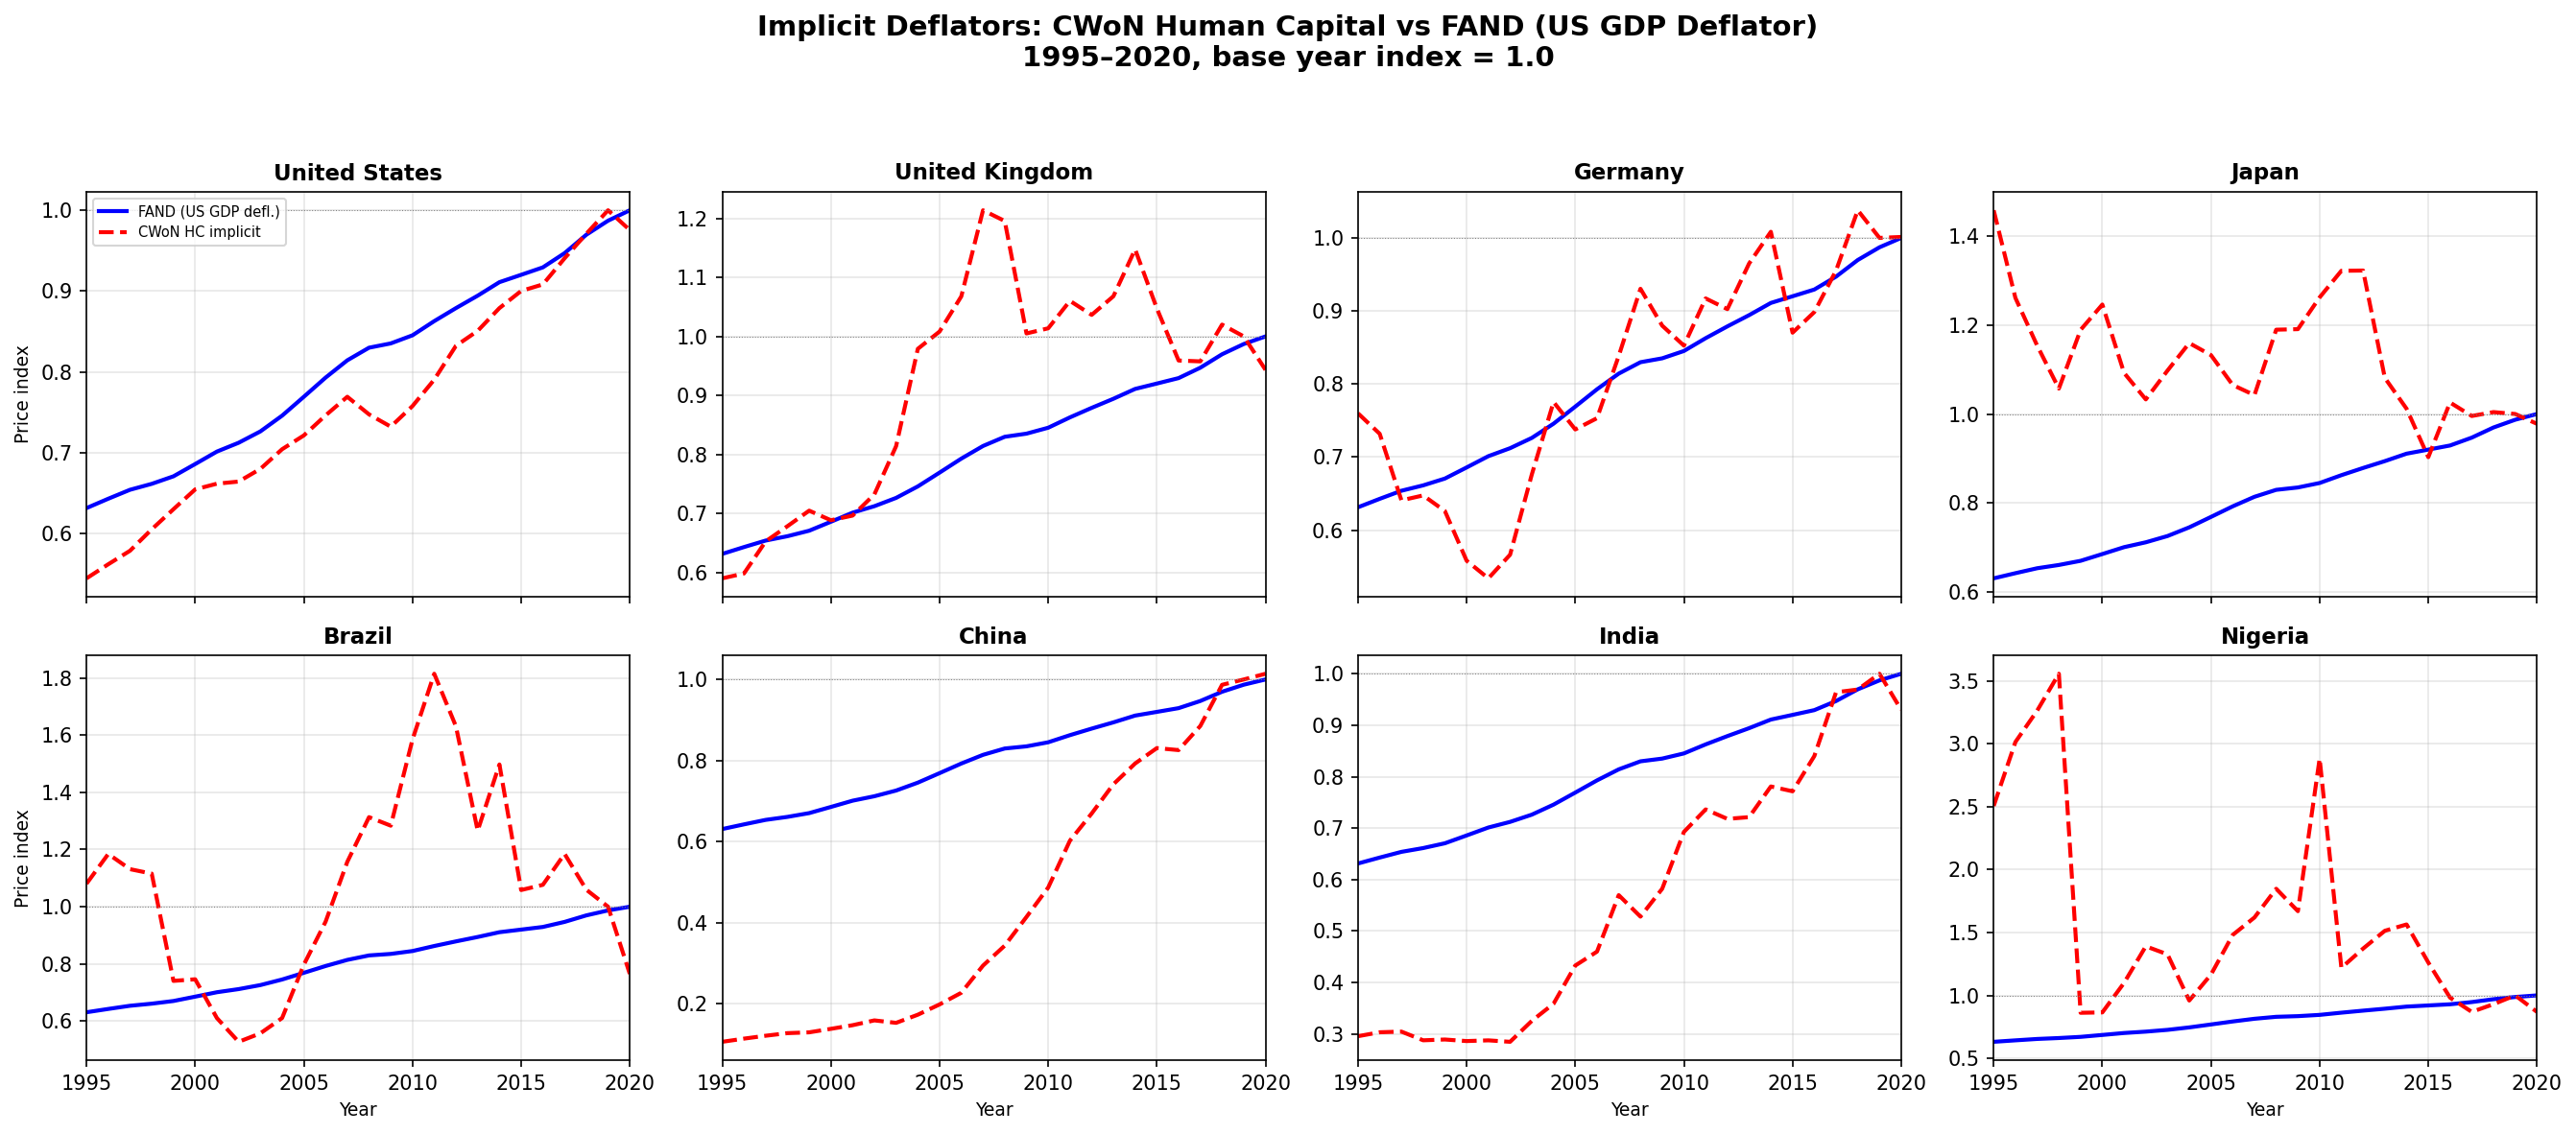 Implicit Deflators: CWoN Human Capital vs FAND (US GDP Deflator)
1995–2020, base year index = 1.0
United States
Price index
1.0
0.9
0.8
0.7
0.6
FAND (US GDP defl.)
CWoN HC implicit
United Kingdom
1.2
1.1
1.0
0.9
0.8
0.7
0.6
Germany
1.0
0.9
0.8
0.7
0.6
Japan
1.4
1.2
1.0
0.8
0.6
Brazil
Price index
1.8
1.6
1.4
1.2
1.0
0.8
0.6
1995 2000 2005 2010 2015 2020
Year
China
1.0
0.8
0.6
0.4
0.2
1995 2000 2005 2010 2015 2020
Year
India
1.0
0.9
0.8
0.7
0.6
0.5
0.4
0.3
1995 2000 2005 2010 2015 2020
Year
Nigeria
3.5
3.0
2.5
2.0
1.5
1.0
0.5
1995 2000 2005 2010 2015 2020
Year